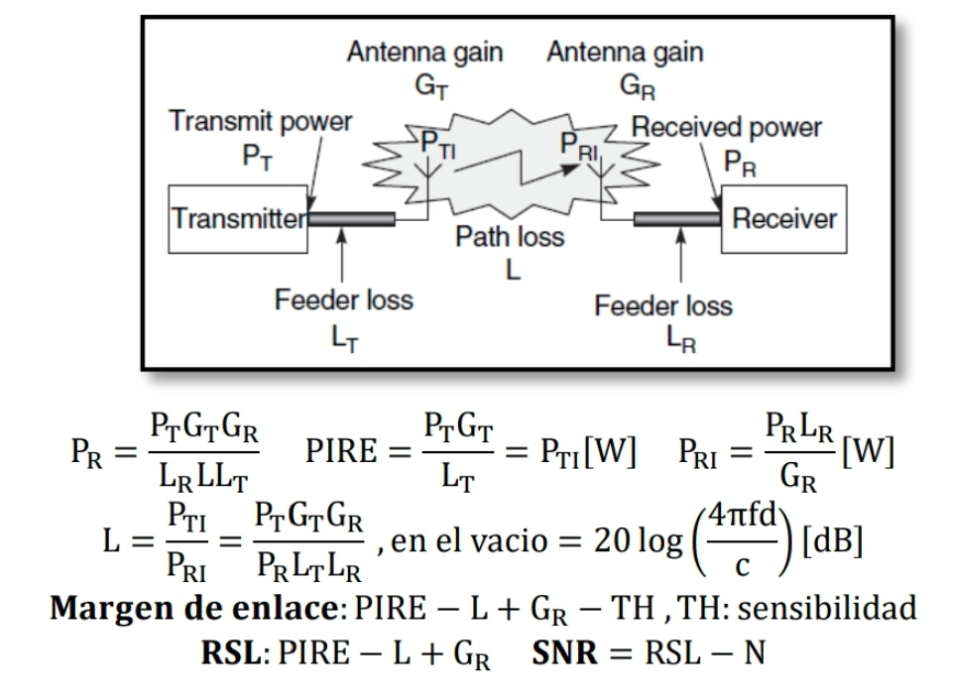 Antenna gain Antenna gain
G_T G_R
Transmit power P_TI P_RI Received power
P_T P_R
Transmitter Receiver
Path loss
L
Feeder loss Feeder loss
L_T L_R
P_R = P_T G_T G_R / L_R L L_T PIRE = P_T G_T / L_T = P_TI [W] P_RI = P_R L_R / G_R [W]
L = P_TI / P_RI = P_T G_T G_R / P_R L_T L_R , en el vacio = 20 log (4πfd / c) [dB]
Margen de enlace: PIRE − L + G_R − TH , TH: sensibilidad
RSL: PIRE − L + G_R SNR = RSL − N